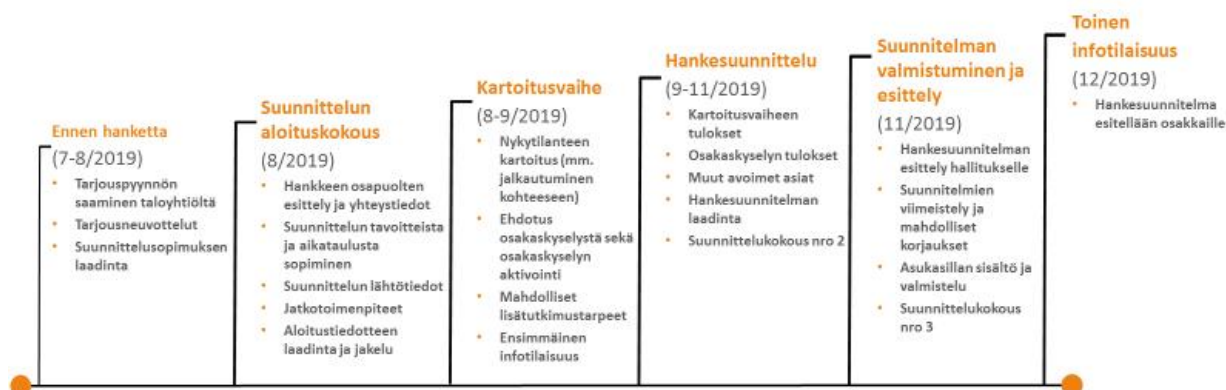 Ennen hanketta
(7-8/2019)
• Tarjouspyynnön
saaminen taloyhtiöltä
• Tarjousneuvottelut
• Suunnittelusopimuksen
laadinta
Suunnittelun
aloituskokous
(8/2019)
• Hankkeen osapuolten
esittely ja yhteystiedot
• Suunnittelun tavoitteista
ja aikataulusta
sopiminen
• Suunnittelun lähtötiedot
• Jatkotoimenpiteet
• Aloitustiedotteen
laadinta ja jakelu
Kartoitusvaihe
(8-9/2019)
• Nykytilanteen
kartoitus (mm.
jalkautuminen
kohteeseen)
• Ehdotus
osakaskyselystä sekä
osakaskyselyn
aktivointi
• Mahdolliset
lisätutkimustarpeet
• Ensimmäinen
infotilaisuus
Hankesuunnittelu
(9-11/2019)
• Kartoitusvaiheen
tulokset
• Osakaskyselyn tulokset
• Muut avoimet asiat
• Hankesuunnitelman
laadinta
• Suunnittelukokous nro 2
Suunnitelman
valmistuminen ja
esittely
(11/2019)
• Hankesuunnitelman
esittely hallitukselle
• Suunnitelmien
viimeistely ja
mahdolliset
korjaukset
• Asukasillan sisältö ja
valmistelu
• Suunnittelukokous
nro 3
Toinen
infotilaisuus
(12/2019)
• Hankesuunnitelma
esitellään osakkaille